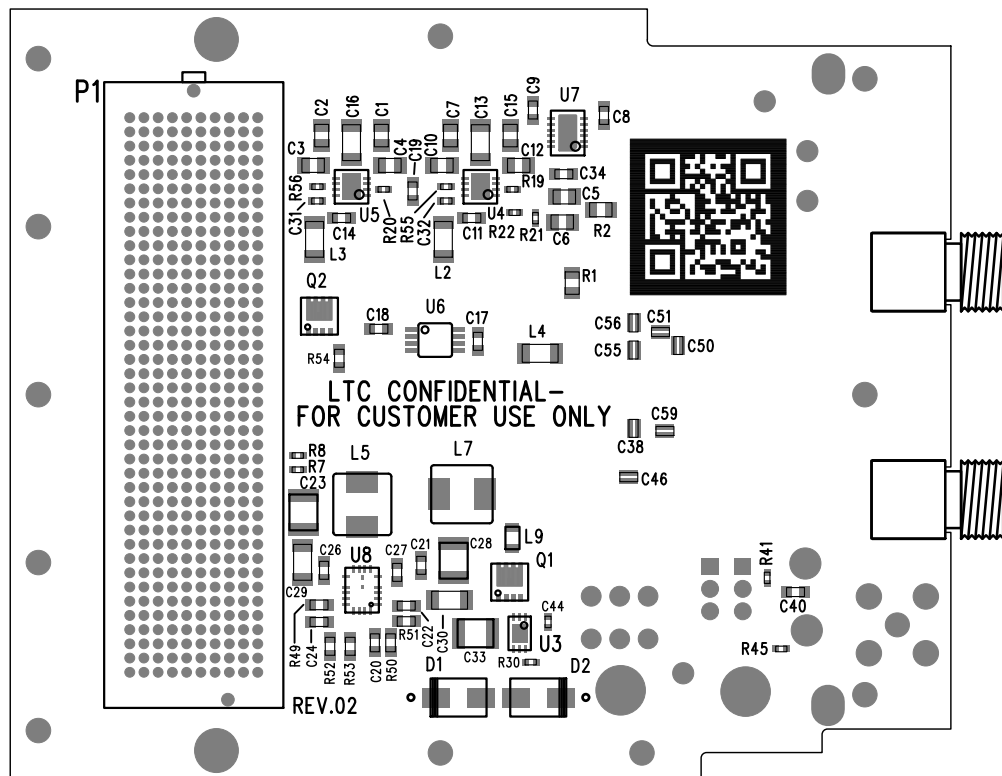 P1
C2
C16
C1
C7
C13
C15
C9
U7
C8
C3
C4
C19
C10
C12
C34
R56
C31
C14
U5
R20
R55
C32
C11
U4
R22
R19
R21
C5
C6
R2
L3
L2
R1
Q2
C18
U6
C17
L4
R54
C56
C51
C55
C50
LTC CONFIDENTIAL-
FOR CUSTOMER USE ONLY
C59
C38
C46
R8
R7
C23
L5
L7
L9
C26
U8
C27
C21
C28
Q1
R41
C29
C40
R49
C24
R52
R53
C20
R50
R51
C22
C30
C33
C44
U3
R30
R45
D1
D2
REV.02